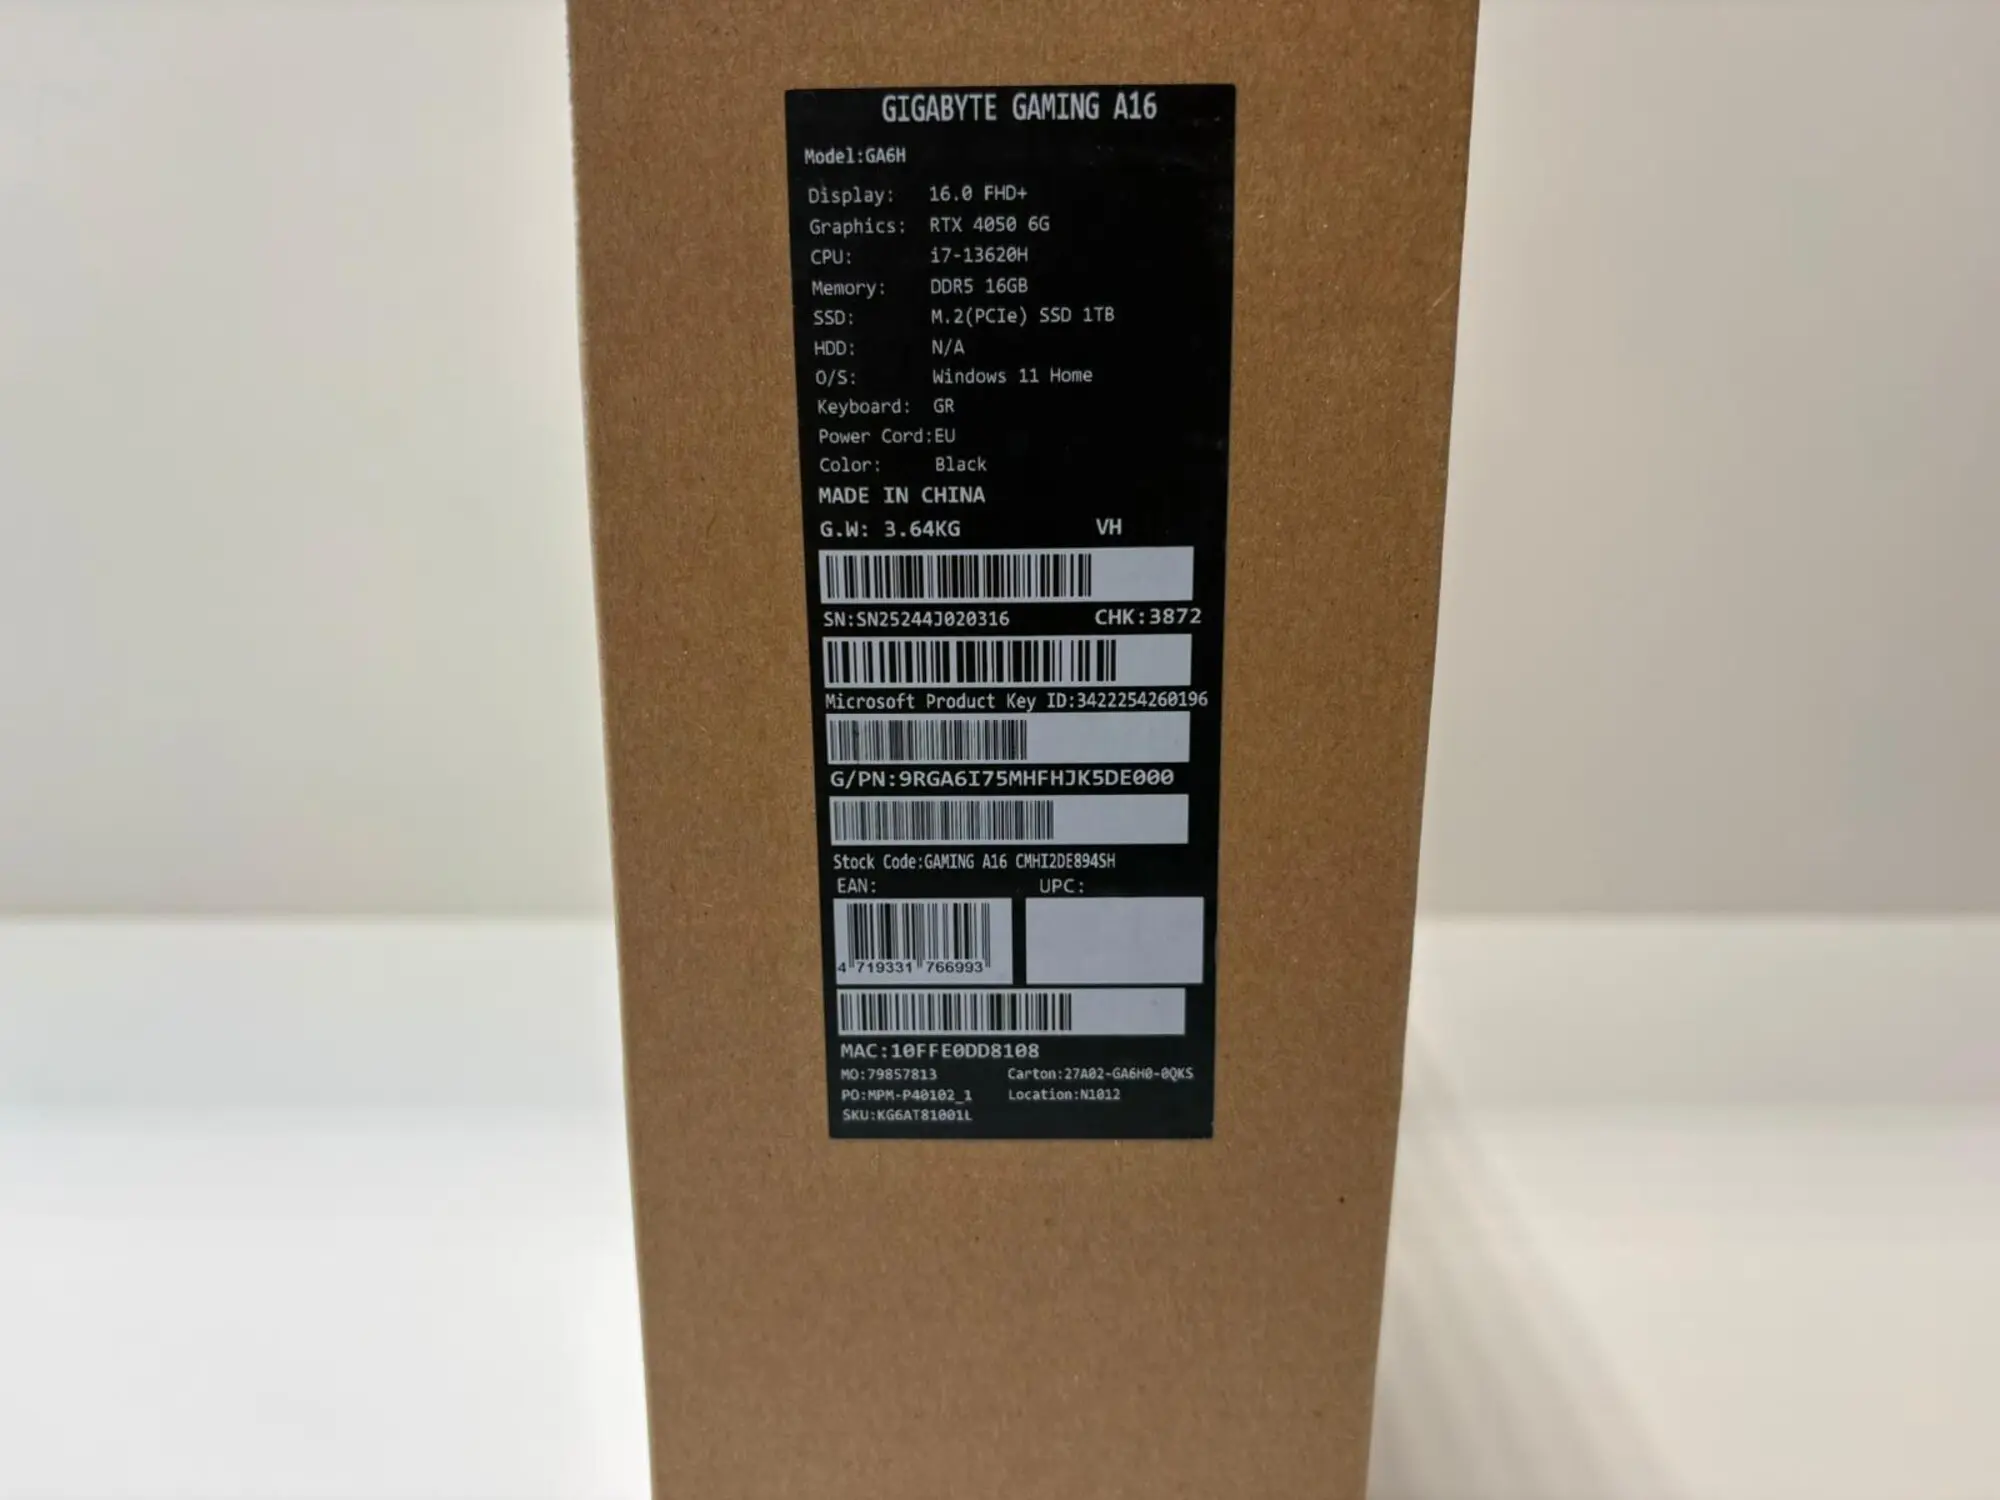 GIGABYTE GAMING A16
Model:GA6H
Display: 16.0 FHD+
Graphics: RTX 4050 6G
CPU: i7-13620H
Memory: DDR5 16GB
SSD: M.2(PCIe) SSD 1TB
HDD: N/A
O/S: Windows 11 Home
Keyboard: GR
Power Cord:EU
Color: Black
MADE IN CHINA
G.W: 3.64KG VH
SN:SN25244J020316 CHK:3872
Microsoft Product Key ID:3422254260196
G/PN:9RGA6I75MHFHJK5DE000
Stock Code:GAMING A16 CMHI2DE894SH
EAN: UPC:
4 719331 766993
MAC:10FFE0DD8108
MO:79857813 Carton:27A02-GA6H0-0QKS
PO:MPM-P40102_1 Location:N1012
SKU:KG6AT81001L